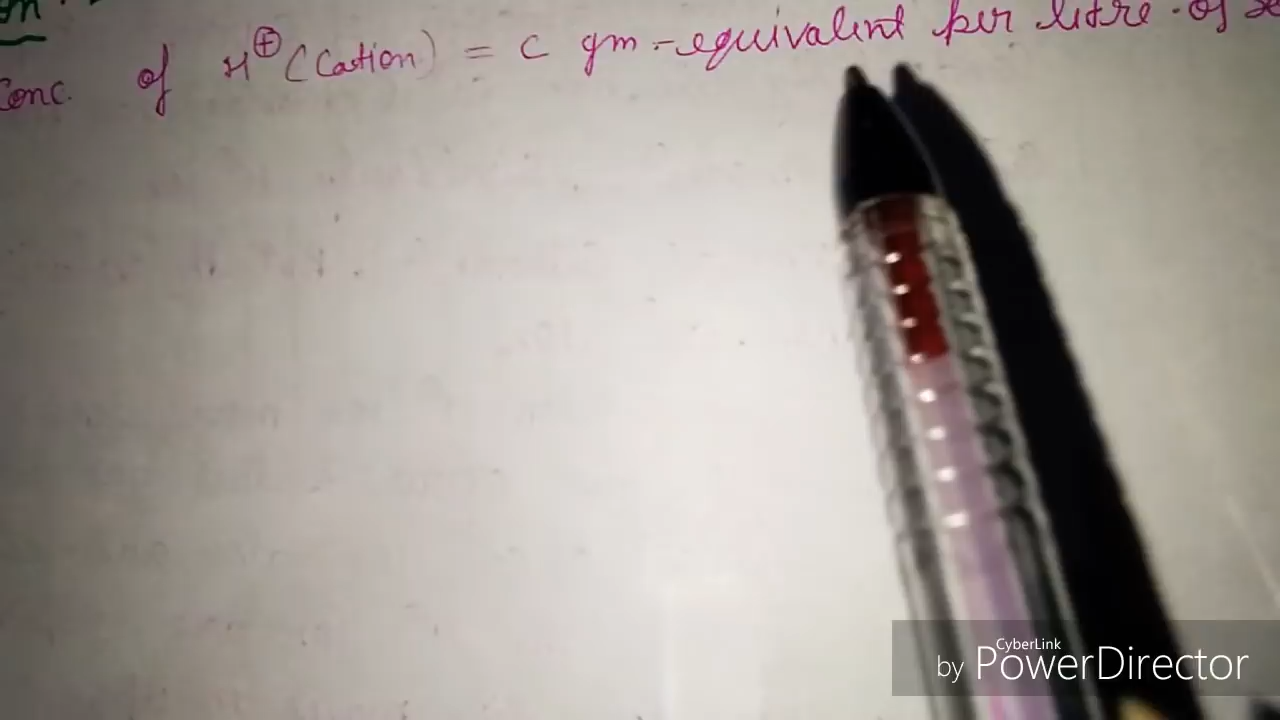 Conc. of H⊕ (Cation) = C gm-equivalent per litre of
CyberLink
by PowerDirector